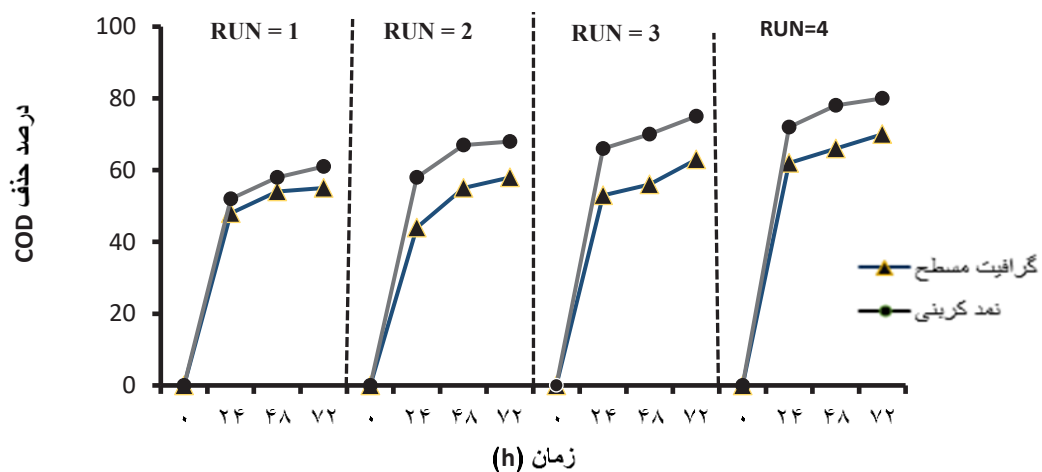 RUN = 1
RUN = 2
RUN = 3
RUN=4
درصد حذف COD
100
80
60
40
20
0
۰ ۲۴ ۴۸ ۷۲ ۰ ۲۴ ۴۸ ۷۲ ۰ ۲۴ ۴۸ ۷۲ ۰ ۲۴ ۴۸ ۷۲
زمان (h)
گرافیت مسطح
نمد کربنی